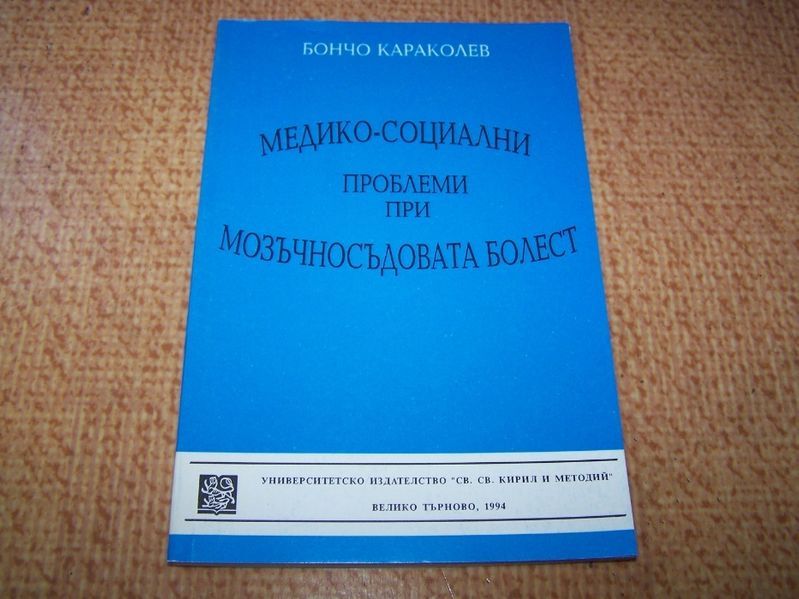 БОНЧО КАРАКОЛЕВ
МЕДИКО-СОЦИАЛНИ
ПРОБЛЕМИ
ПРИ
МОЗЪЧНОСЪДОВАТА БОЛЕСТ
УНИВЕРСИТЕТСКО ИЗДАТЕЛСТВО "СВ. СВ. КИРИЛ И МЕТОДИЙ"
ВЕЛИКО ТЪРНОВО, 1994